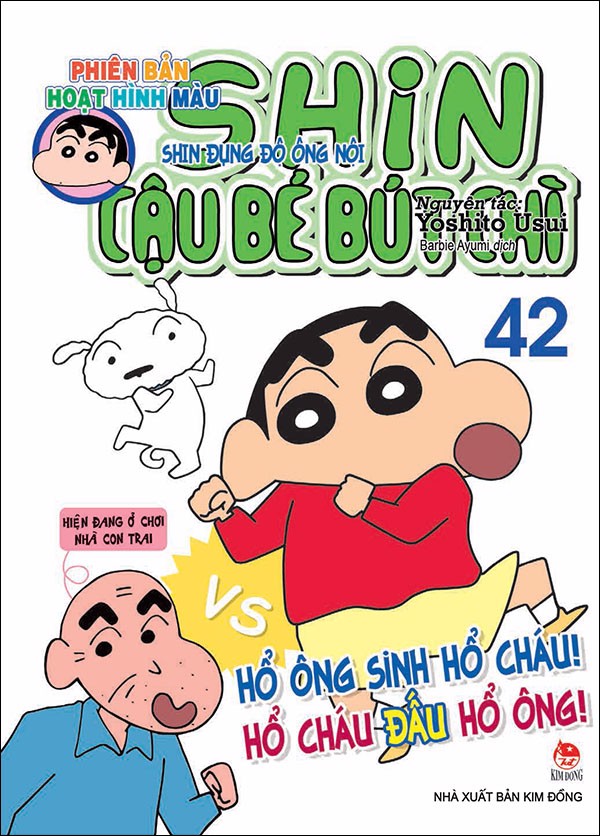 PHIÊN BẢN
HOẠT HÌNH MÀU
SHIN
SHIN ĐỤNG ĐỘ ÔNG NỘI
CẬU BÉ BÚT CHÌ
Nguyên tác:
Yoshito Usui
Barbie Ayumi dịch
42
HIỆN ĐANG Ở CHƠI
NHÀ CON TRAI
VS
HỔ ÔNG SINH HỔ CHÁU!
HỔ CHÁU ĐẤU HỔ ÔNG!
KIM ĐỒNG
NHÀ XUẤT BẢN KIM ĐỒNG